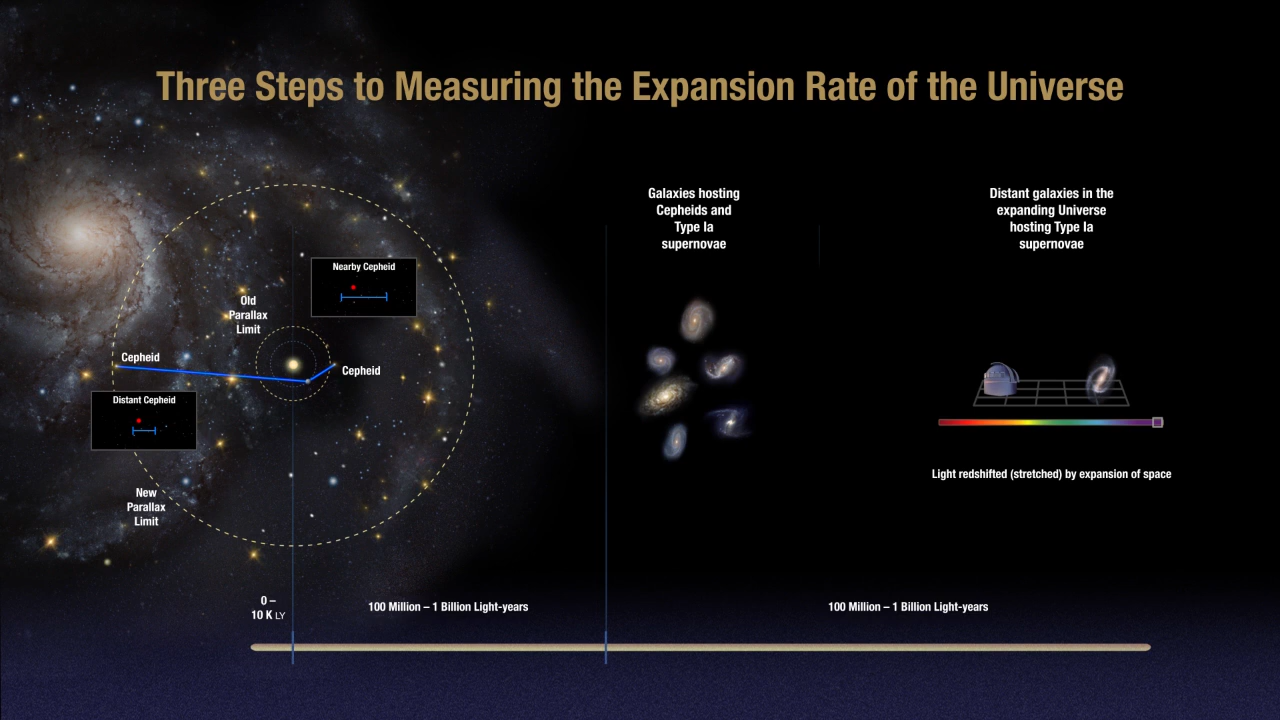 Three Steps to Measuring the Expansion Rate of the Universe
Galaxies hosting
Cepheids and
Type Ia
supernovae
Distant galaxies in the
expanding Universe
hosting Type Ia
supernovae
Nearby Cepheid
Old
Parallax
Limit
Cepheid
Cepheid
Distant Cepheid
Light redshifted (stretched) by expansion of space
New
Parallax
Limit
0 –
10 K LY
100 Million – 1 Billion Light-years
100 Million – 1 Billion Light-years